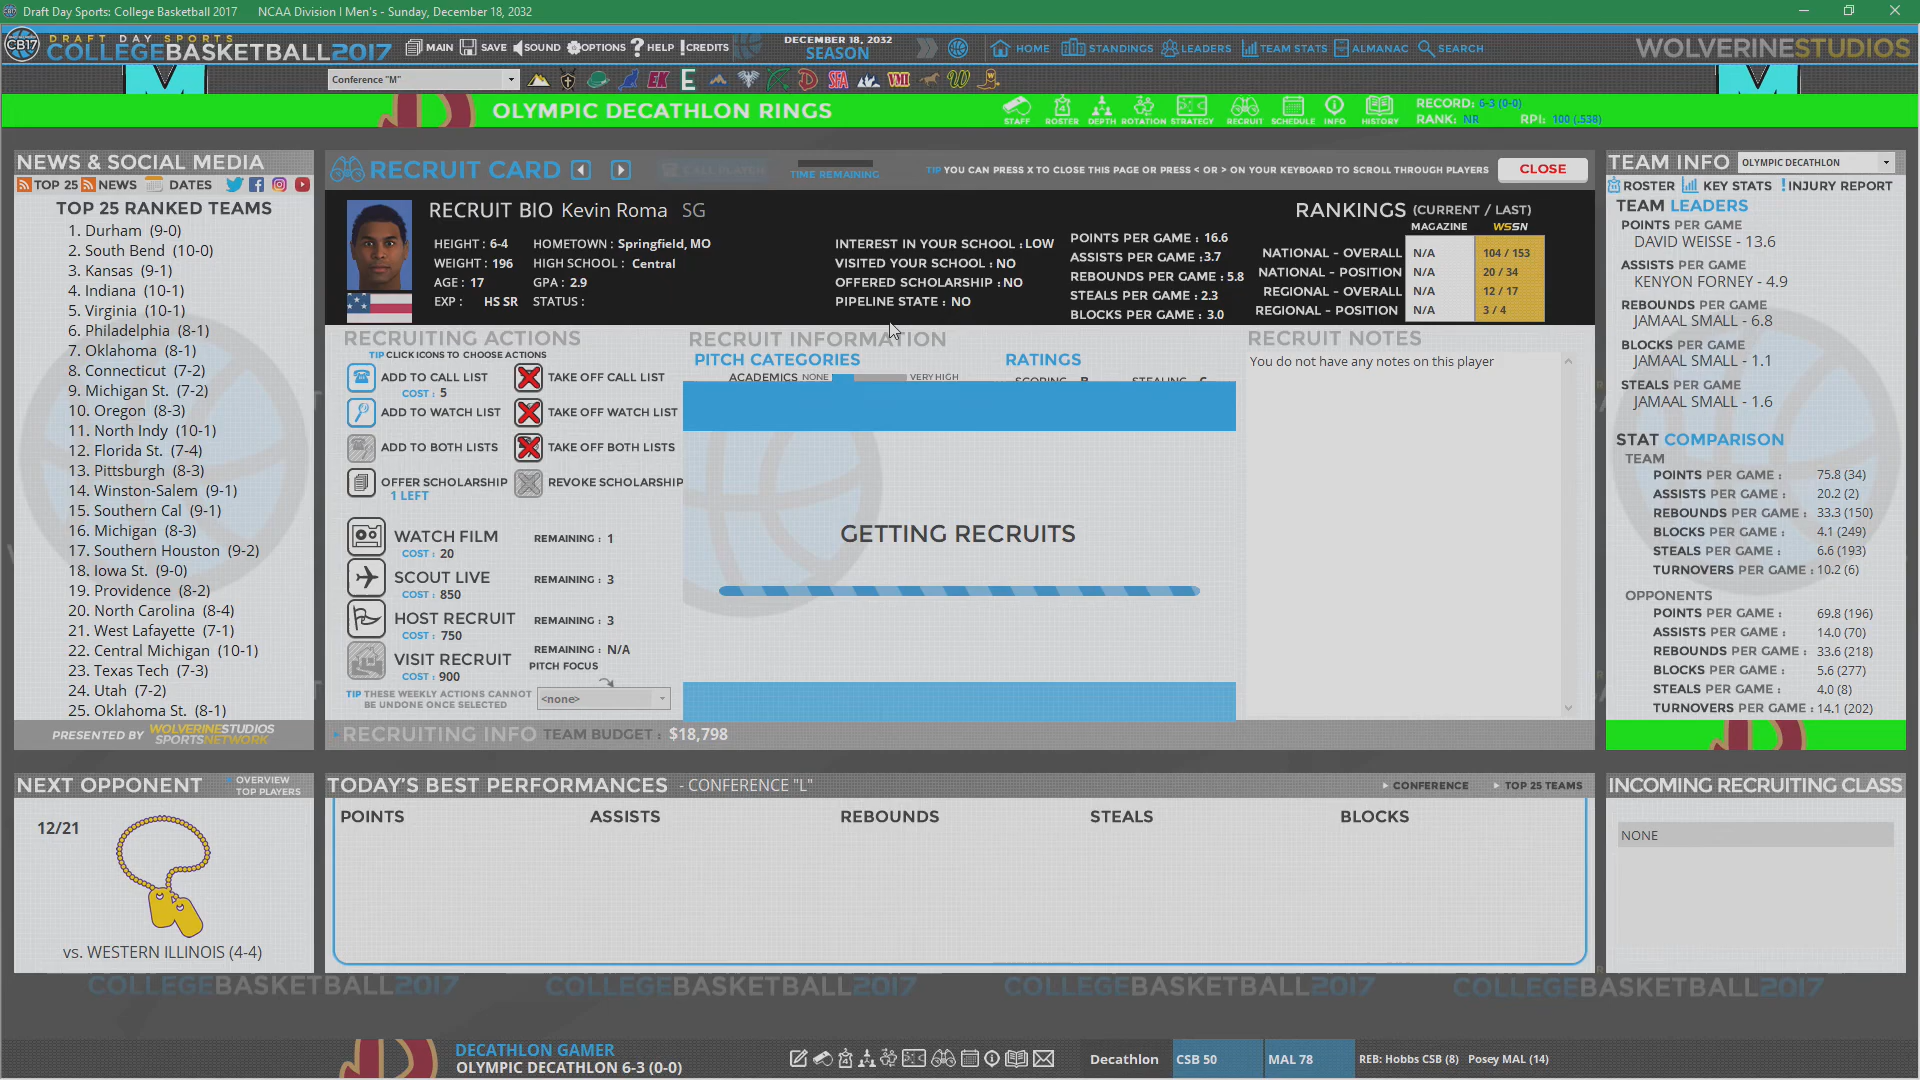 Draft Day Sports: College Basketball 2017 NCAA Division I Men's - Sunday, December 18, 2032
CB17 DRAFT DAY SPORTS COLLEGEBASKETBALL2017 MAIN SAVE SOUND OPTIONS HELP CREDITS DECEMBER 18, 2032 SEASON HOME STANDINGS LEADERS TEAM STATS ALMANAC SEARCH WOLVERINESTUDIOS
Conference "M"
OLYMPIC DECATHLON RINGS
STAFF ROSTER DEPTH ROTATION STRATEGY RECRUIT SCHEDULE INFO HISTORY
RECORD: 6-3 (0-0)
RANK: NR RPI: 100 (.538)
NEWS & SOCIAL MEDIA
TOP 25 NEWS DATES
TOP 25 RANKED TEAMS
1. Durham (9-0)
2. South Bend (10-0)
3. Kansas (9-1)
4. Indiana (10-1)
5. Virginia (10-1)
6. Philadelphia (8-1)
7. Oklahoma (8-1)
8. Connecticut (7-2)
9. Michigan St. (7-2)
10. Oregon (8-3)
11. North Indy (10-1)
12. Florida St. (7-4)
13. Pittsburgh (8-3)
14. Winston-Salem (9-1)
15. Southern Cal (9-1)
16. Michigan (8-3)
17. Southern Houston (9-2)
18. Iowa St. (9-0)
19. Providence (8-2)
20. North Carolina (8-4)
21. West Lafayette (7-1)
22. Central Michigan (10-1)
23. Texas Tech (7-3)
24. Utah (7-2)
25. Oklahoma St. (8-1)
PRESENTED BY WOLVERINESTUDIOS SPORTSNETWORK
RECRUIT CARD CALL PLAYER TIME REMAINING TIP YOU CAN PRESS X TO CLOSE THIS PAGE OR PRESS < OR > ON YOUR KEYBOARD TO SCROLL THROUGH PLAYERS CLOSE
RECRUIT BIO Kevin Roma SG
HEIGHT : 6-4 HOMETOWN : Springfield, MO
WEIGHT : 196 HIGH SCHOOL : Central
AGE : 17 GPA : 2.9
EXP : HS SR STATUS :
INTEREST IN YOUR SCHOOL : LOW
VISITED YOUR SCHOOL : NO
OFFERED SCHOLARSHIP : NO
PIPELINE STATE : NO
POINTS PER GAME : 16.6
ASSISTS PER GAME : 3.7
REBOUNDS PER GAME : 5.8
STEALS PER GAME : 2.3
BLOCKS PER GAME : 3.0
RANKINGS (CURRENT / LAST)
MAGAZINE WSSN
NATIONAL - OVERALL N/A 104 / 153
NATIONAL - POSITION N/A 20 / 34
REGIONAL - OVERALL N/A 12 / 17
REGIONAL - POSITION N/A 3 / 4
RECRUITING ACTIONS
TIP CLICK ICONS TO CHOOSE ACTIONS
ADD TO CALL LIST TAKE OFF CALL LIST
COST : 5
ADD TO WATCH LIST TAKE OFF WATCH LIST
ADD TO BOTH LISTS TAKE OFF BOTH LISTS
OFFER SCHOLARSHIP REVOKE SCHOLARSHIP
1 LEFT
WATCH FILM REMAINING : 1
COST : 20
SCOUT LIVE REMAINING : 3
COST : 850
HOST RECRUIT REMAINING : 3
COST : 750
VISIT RECRUIT REMAINING : N/A
COST : 900 PITCH FOCUS
TIP THESE WEEKLY ACTIONS CANNOT BE UNDONE ONCE SELECTED <none>
RECRUIT INFORMATION
PITCH CATEGORIES RATINGS
ACADEMICS NONE VERY HIGH SCORING B STEALING C
GETTING RECRUITS
RECRUIT NOTES
You do not have any notes on this player
RECRUITING INFO TEAM BUDGET : $18,798
TEAM INFO OLYMPIC DECATHLON
ROSTER KEY STATS INJURY REPORT
TEAM LEADERS
POINTS PER GAME
DAVID WEISSE - 13.6
ASSISTS PER GAME
KENYON FORNEY - 4.9
REBOUNDS PER GAME
JAMAAL SMALL - 6.8
BLOCKS PER GAME
JAMAAL SMALL - 1.1
STEALS PER GAME
JAMAAL SMALL - 1.6
STAT COMPARISON
TEAM
POINTS PER GAME : 75.8 (34)
ASSISTS PER GAME : 20.2 (2)
REBOUNDS PER GAME : 33.3 (150)
BLOCKS PER GAME : 4.1 (249)
STEALS PER GAME : 6.6 (193)
TURNOVERS PER GAME : 10.2 (6)
OPPONENTS
POINTS PER GAME : 69.8 (196)
ASSISTS PER GAME : 14.0 (70)
REBOUNDS PER GAME : 33.6 (218)
BLOCKS PER GAME : 5.6 (277)
STEALS PER GAME : 4.0 (8)
TURNOVERS PER GAME : 14.1 (202)
NEXT OPPONENT OVERVIEW TOP PLAYERS
12/21
vs. WESTERN ILLINOIS (4-4)
TODAY'S BEST PERFORMANCES - CONFERENCE "L" CONFERENCE TOP 25 TEAMS
POINTS ASSISTS REBOUNDS STEALS BLOCKS
INCOMING RECRUITING CLASS
NONE
COLLEGEBASKETBALL2017 COLLEGEBASKETBALL2017 COLLEGEBASKETBALL2017 COLLEGEBASKETBALL2017
DECATHLON GAMER
OLYMPIC DECATHLON 6-3 (0-0)
Decathlon CSB 50 MAL 78 REB: Hobbs CSB (8) Posey MAL (14)